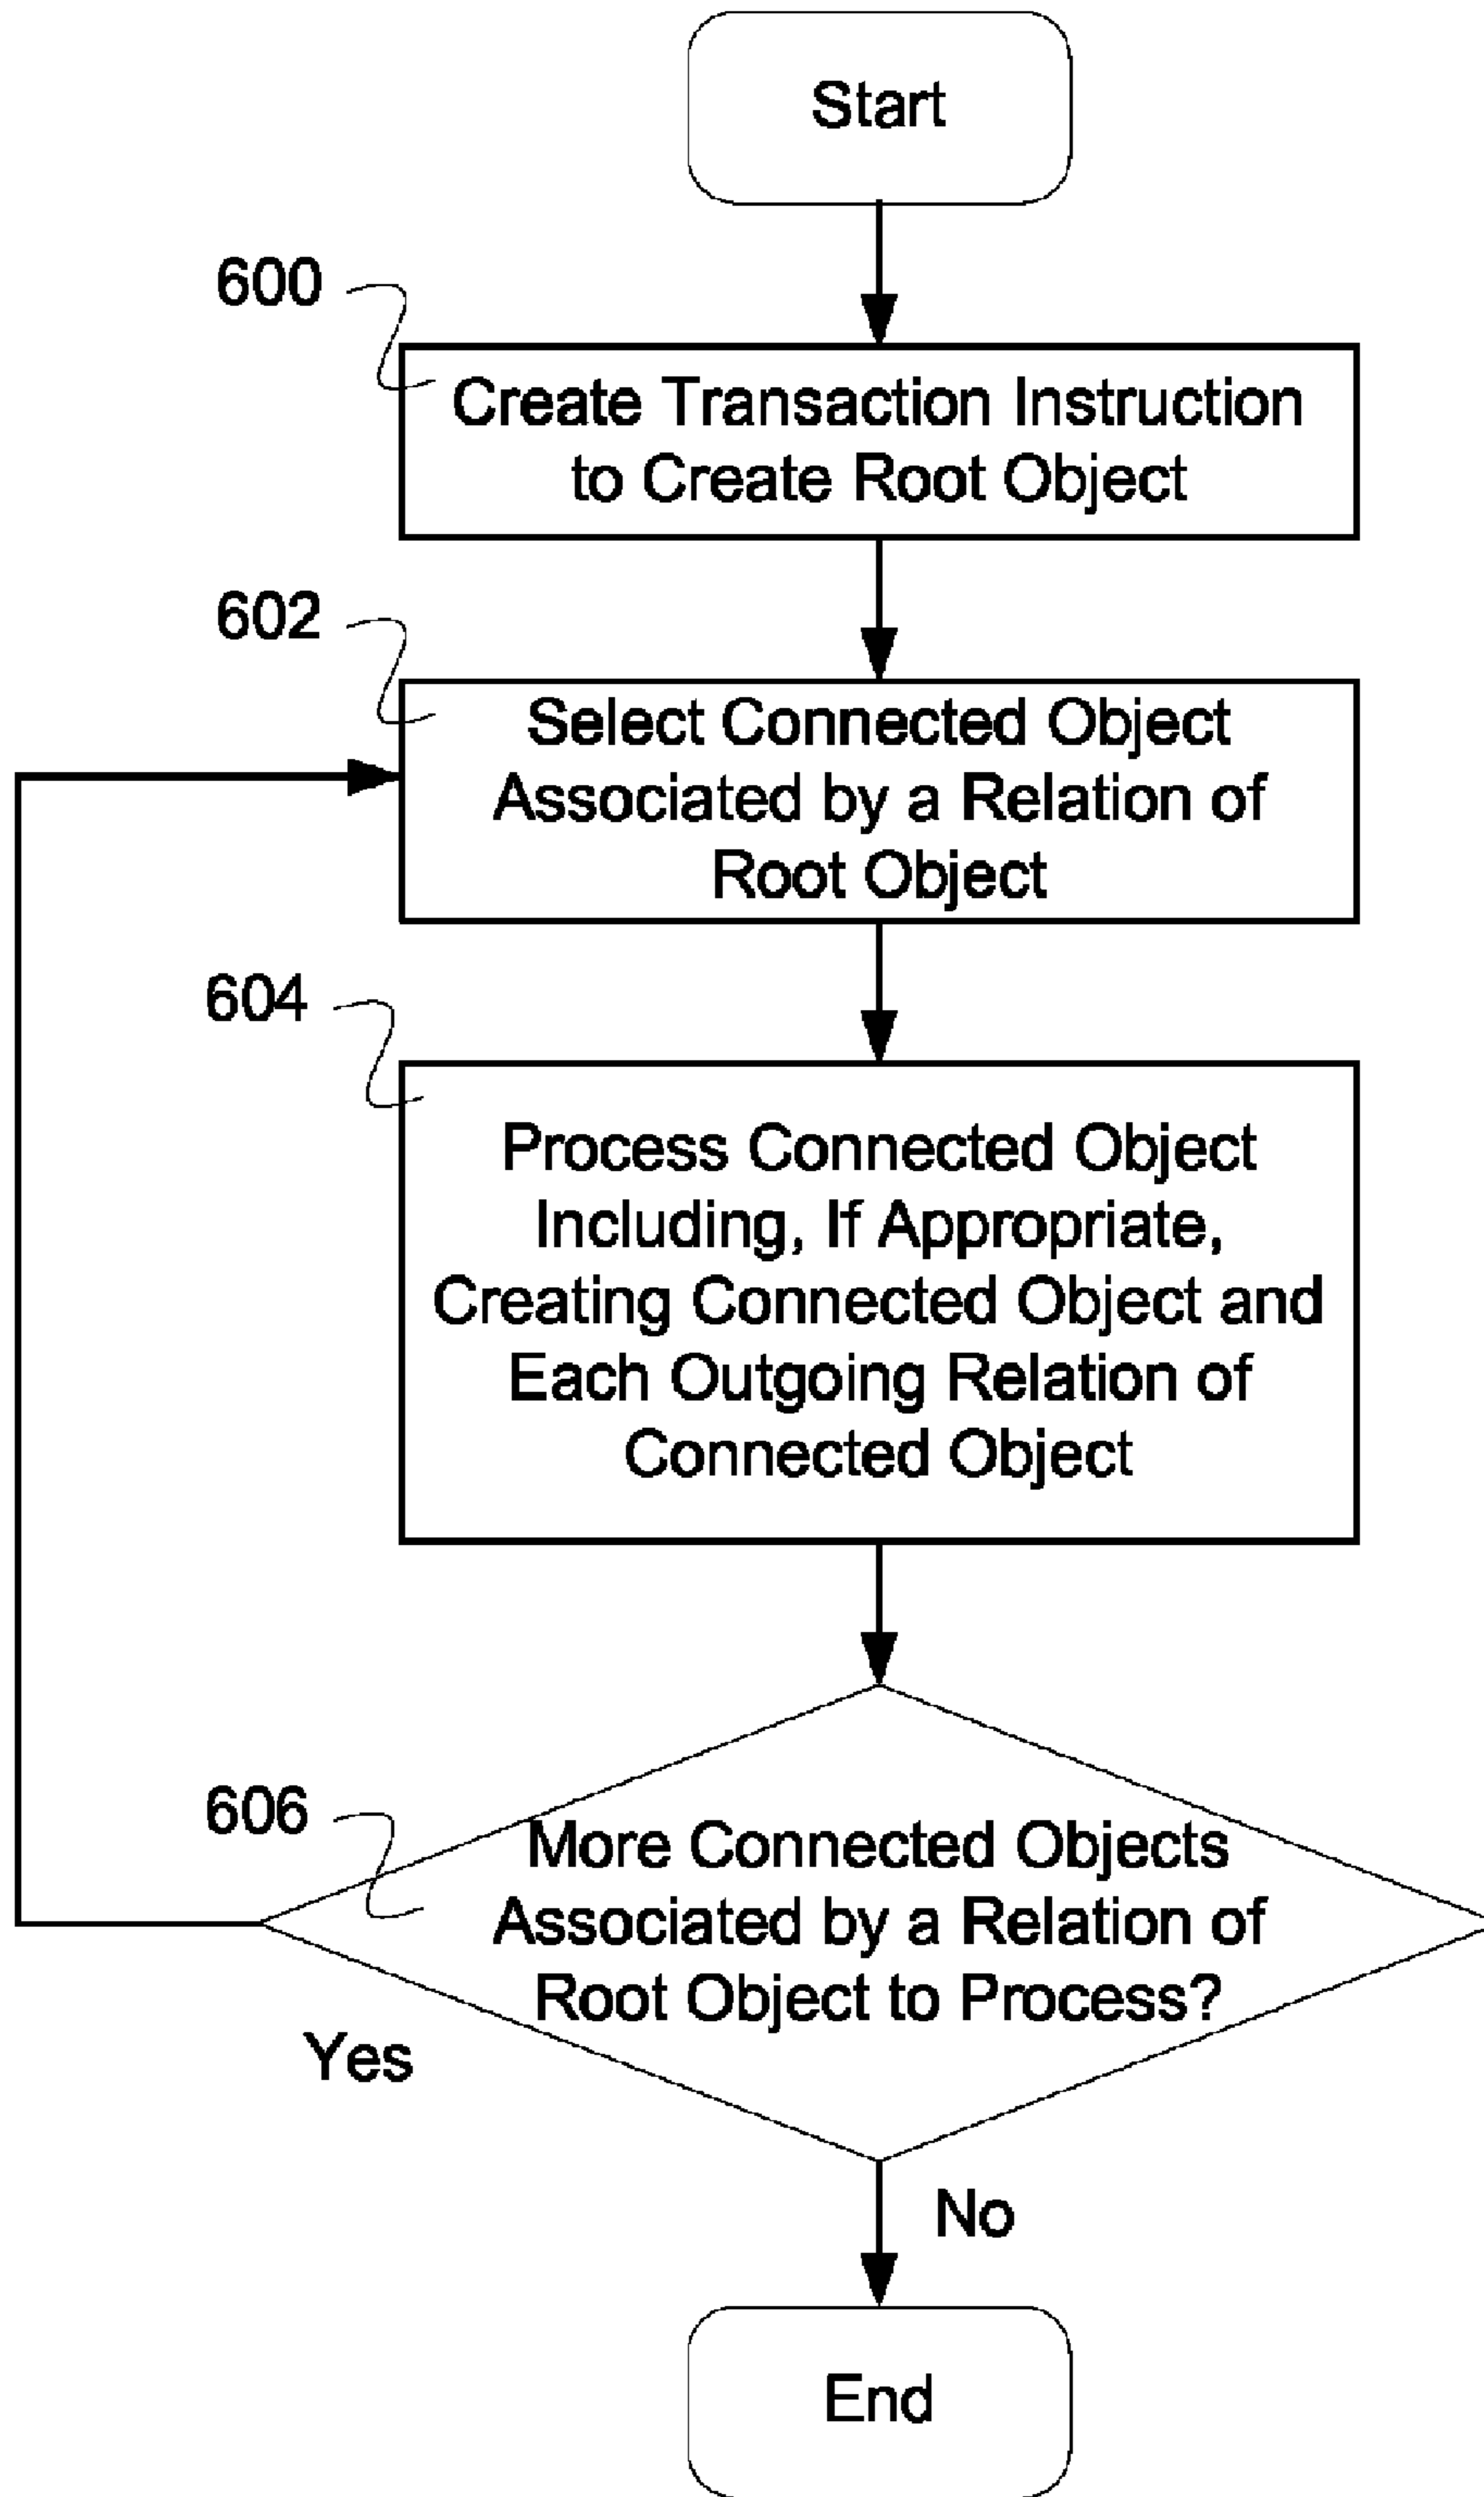 Start
600
Create Transaction Instruction
to Create Root Object
602
Select Connected Object
Associated by a Relation of
Root Object
604
Process Connected Object
Including, If Appropriate,
Creating Connected Object and
Each Outgoing Relation of
Connected Object
606
More Connected Objects
Associated by a Relation of
Root Object to Process?
Yes
No
End